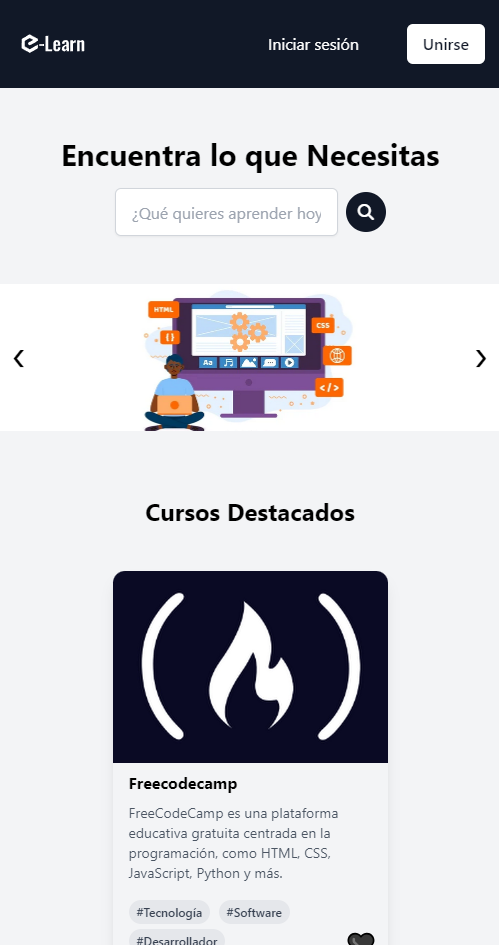 e-Learn
Iniciar sesión
Unirse
Encuentra lo que Necesitas
¿Qué quieres aprender hoy
HTML
{ }
CSS
Aa
< / >
Cursos Destacados
Freecodecamp
FreeCodeCamp es una plataforma
educativa gratuita centrada en la
programación, como HTML, CSS,
JavaScript, Python y más.
#Tecnología #Software
#Desarrollador